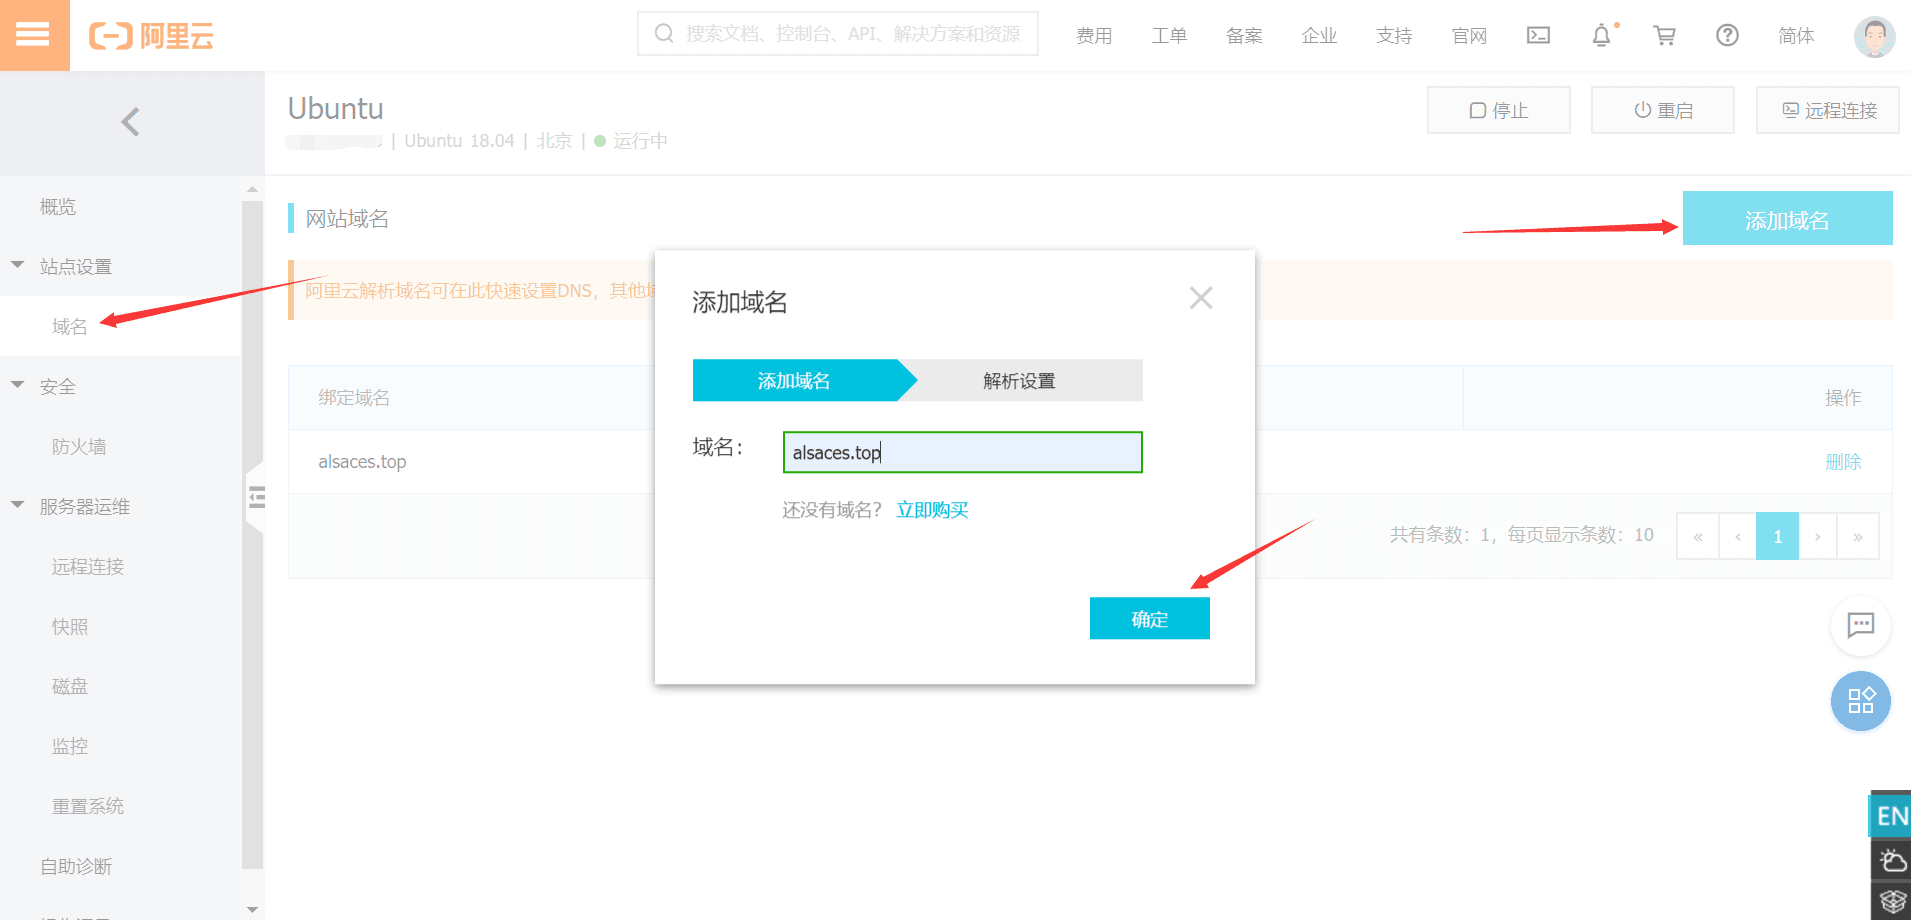 阿里云
搜索文档、控制台、API、解决方案和资源
费用 工单 备案 企业 支持 官网 简体
Ubuntu
| Ubuntu 18.04 | 北京 | 运行中
停止 重启 远程连接
概览
站点设置
域名
安全
防火墙
服务器运维
远程连接
快照
磁盘
监控
重置系统
自助诊断
网站域名
添加域名
阿里云解析域名可在此快速设置DNS，其他
绑定域名 操作
alsaces.top 删除
共有条数：1，每页显示条数：10 « ‹ 1 › »
添加域名
添加域名 解析设置
域名： alsaces.top
还没有域名？ 立即购买
确定
EN